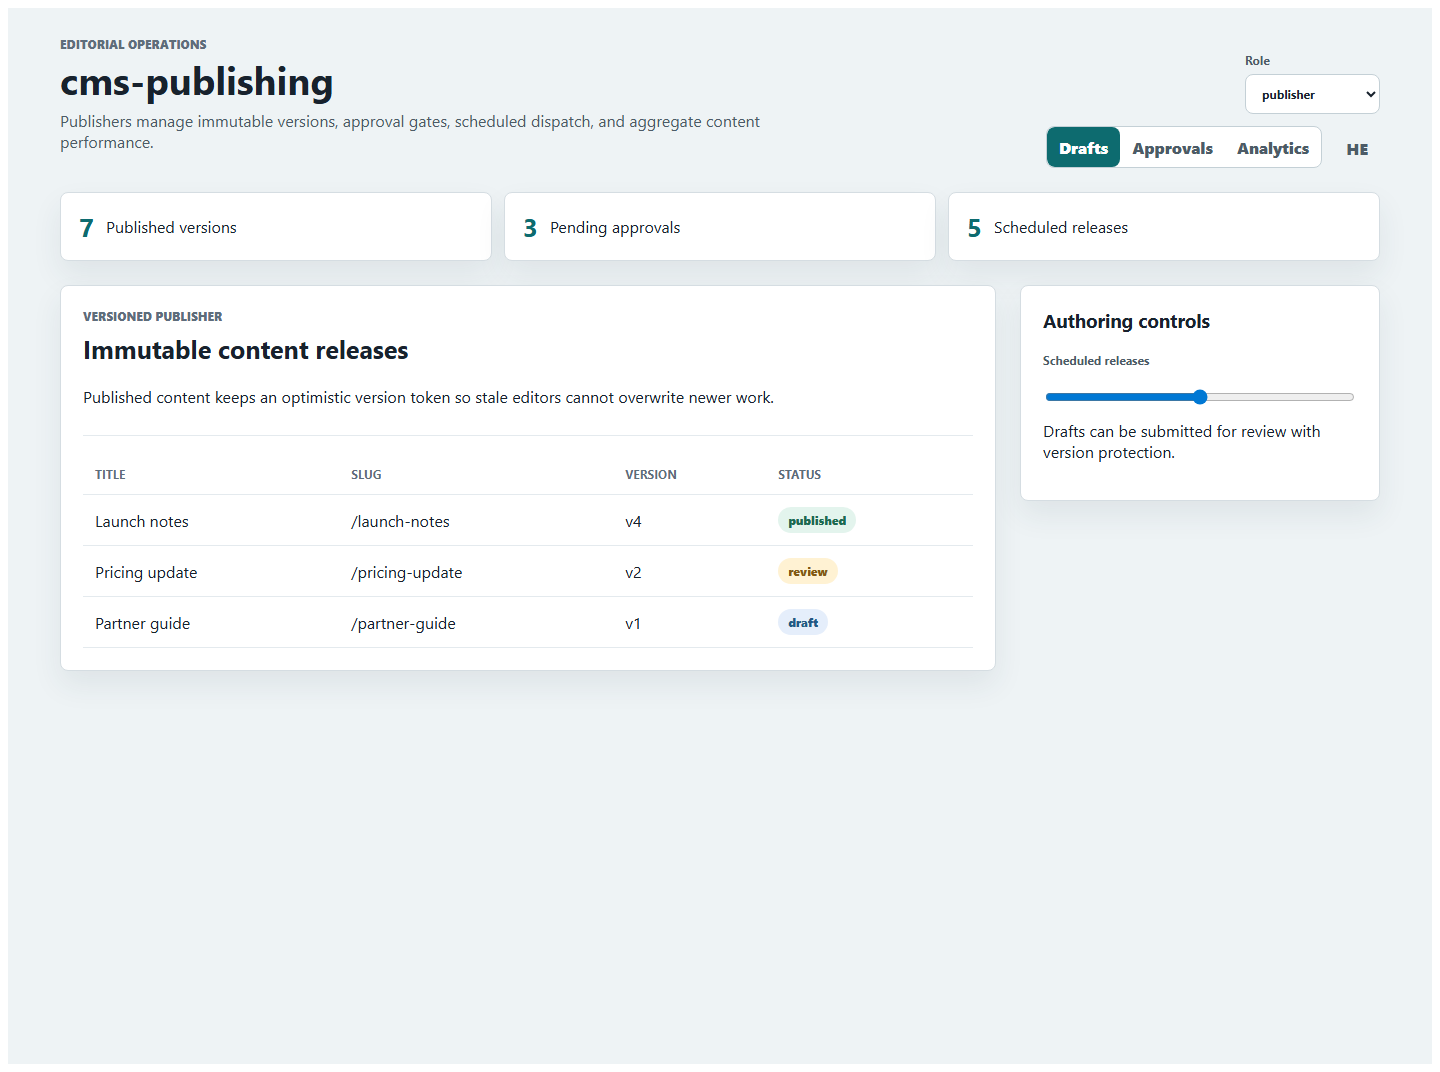 EDITORIAL OPERATIONS
cms-publishing
Publishers manage immutable versions, approval gates, scheduled dispatch, and aggregate content
performance.
Role
publisher
Drafts
Approvals
Analytics
HE
7 Published versions
3 Pending approvals
5 Scheduled releases
VERSIONED PUBLISHER
Immutable content releases
Published content keeps an optimistic version token so stale editors cannot overwrite newer work.
TITLE SLUG VERSION STATUS
Launch notes /launch-notes v4 published
Pricing update /pricing-update v2 review
Partner guide /partner-guide v1 draft
Authoring controls
Scheduled releases
Drafts can be submitted for review with
version protection.